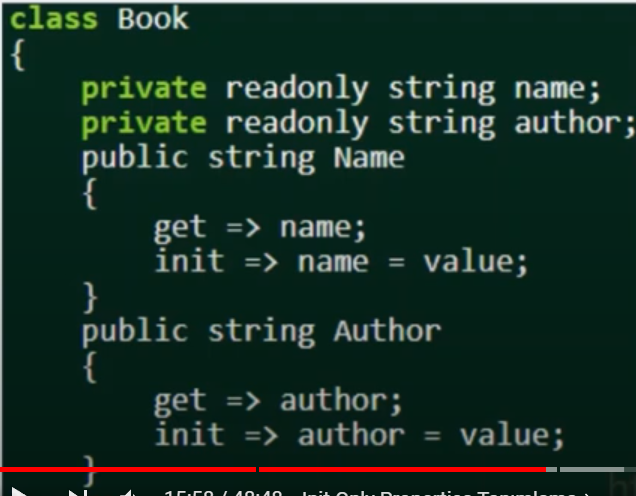 class Book
{
private readonly string name;
private readonly string author;
public string Name
{
get => name;
init => name = value;
}
public string Author
{
get => author;
init => author = value;
}
15:58 / 48:48 Init-Only Properties Tanımlama